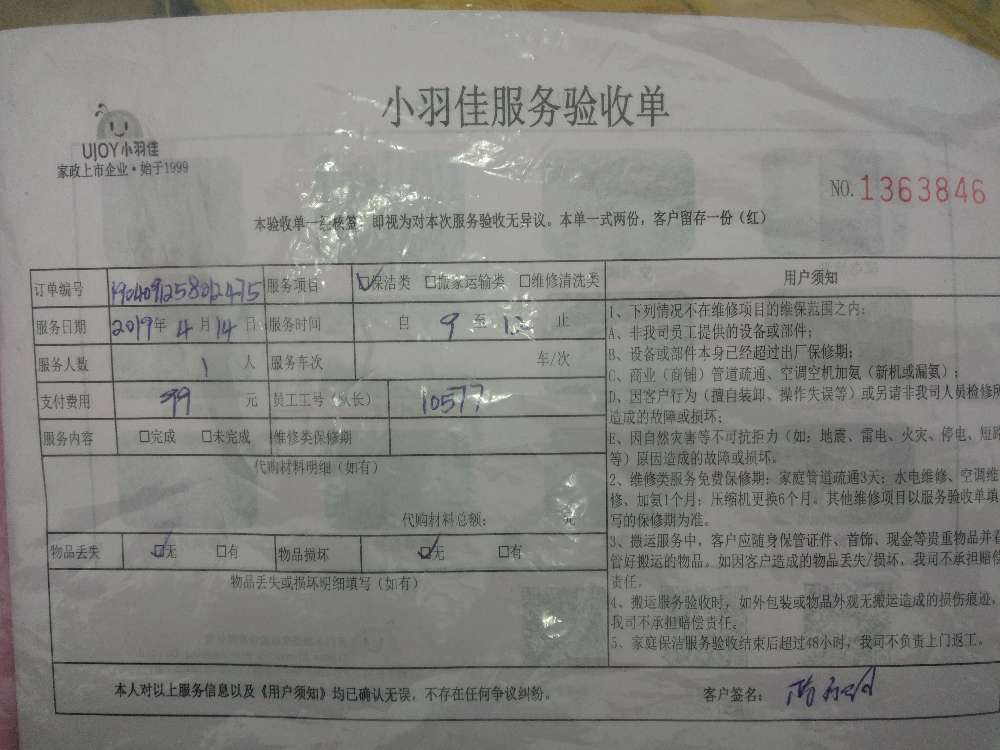 小羽佳服务验收单
UJOY小羽佳
家政上市企业·始于1999
NO.1363846
本验收单一经核签，即视为对本次服务验收无异议。本单一式两份，客户留存一份（红）
订单编号 190409125802475 服务项目 ☑保洁类 □搬家运输类 □维修清洗类
服务日期 2019年4月14日 服务时间 自 9 至 12 止
服务人数 1 人 服务车次 车/次
支付费用 99 元 员工工号（队长） 10577
服务内容 □完成 □未完成 维修类保修期
代购材料明细（如有）
代购材料总额： 元
物品丢失 ☑无 □有 物品损坏 ☑无 □有
物品丢失或损坏明细填写（如有）
用户须知
1、下列情况不在维修项目的维保范围之内：
A、非我司员工提供的设备或部件；
B、设备或部件本身已经超过出厂保修期；
C、商业（商铺）管道疏通、空调空机加氨（新机或漏氨）；
D、因客户行为（擅自装卸、操作失误等）或另请非我司人员检修所
造成的故障或损坏；
E、因自然灾害等不可抗拒力（如：地震、雷电、火灾、停电、短路
等）原因造成的故障或损坏。
2、维修类服务免费保修期：家庭管道疏通3天；水电维修、空调维
修、加氨1个月；压缩机更换6个月。其他维修项目以服务验收单填
写的保修期为准。
3、搬运服务中，客户应随身保管证件、首饰、现金等贵重物品并看
管好搬运的物品。如因客户造成的物品丢失/损坏，我司不承担赔偿
责任。
4、搬运服务验收时，如外包装或物品外观无搬运造成的损伤痕迹，
我司不承担赔偿责任。
5、家庭保洁服务验收结束后超过48小时，我司不负责上门返工。
本人对以上服务信息以及《用户须知》均已确认无误，不存在任何争议纠纷。 客户签名：